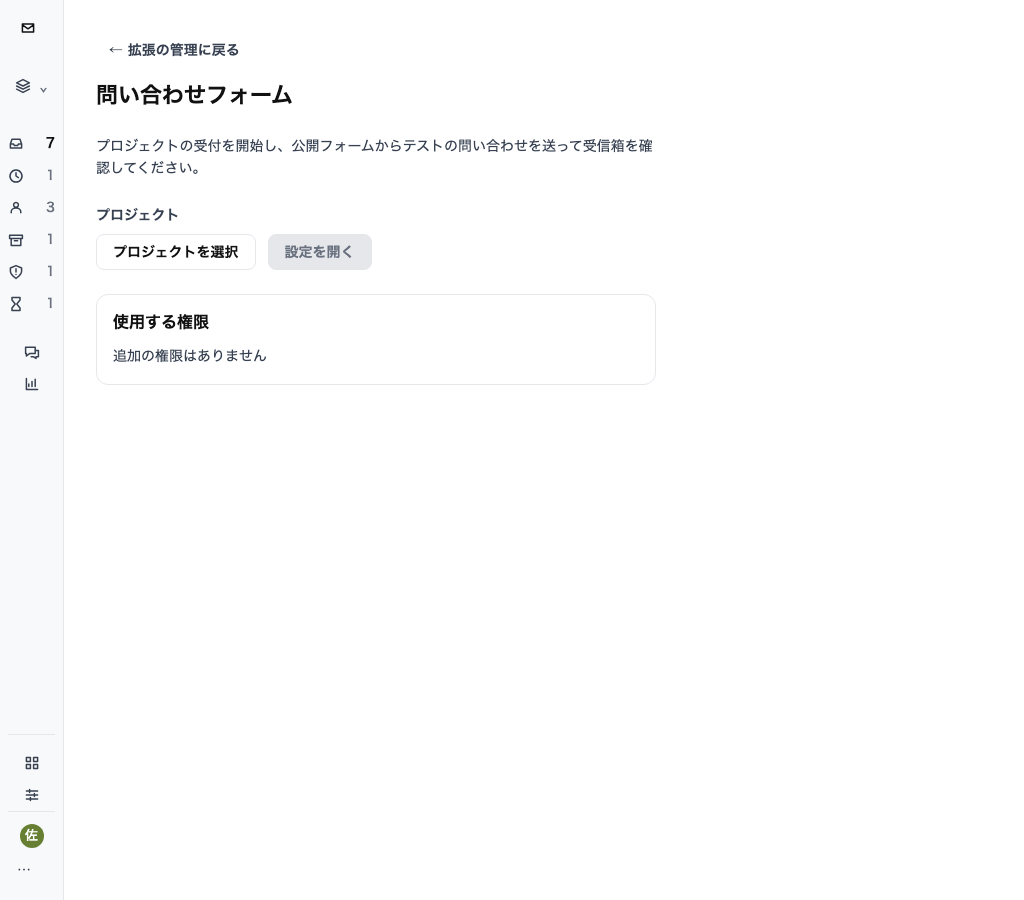 ← 拡張の管理に戻る
問い合わせフォーム
プロジェクトの受付を開始し、公開フォームからテストの問い合わせを送って受信箱を確
認してください。
プロジェクト
プロジェクトを選択
設定を開く
使用する権限
追加の権限はありません
7
1
3
1
1
1
佐
…